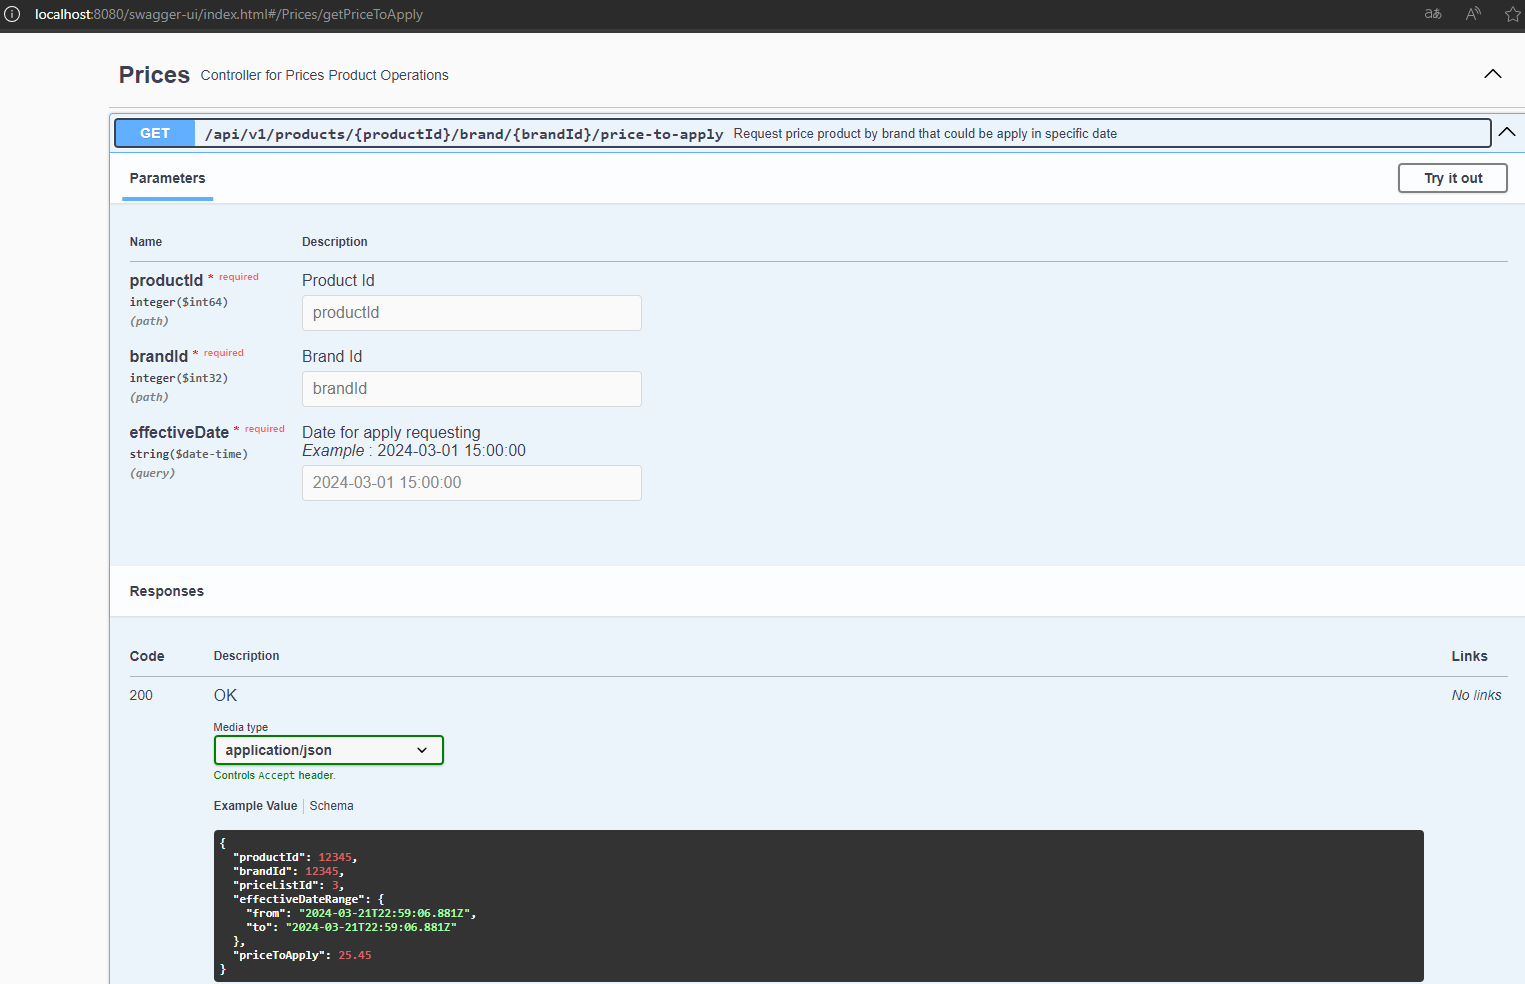 localhost:8080/swagger-ui/index.html#/Prices/getPriceToApply
Prices Controller for Prices Product Operations
GET /api/v1/products/{productId}/brand/{brandId}/price-to-apply Request price product by brand that could be apply in specific date
Parameters
Try it out
Name Description
productId * required
integer($int64)
(path)
Product Id
productId
brandId * required
integer($int32)
(path)
Brand Id
brandId
effectiveDate * required
string($date-time)
(query)
Date for apply requesting
Example : 2024-03-01 15:00:00
2024-03-01 15:00:00
Responses
Code Description Links
200 OK No links
Media type
application/json
Controls Accept header.
Example Value Schema
{
"productId": 12345,
"brandId": 12345,
"priceListId": 3,
"effectiveDateRange": {
"from": "2024-03-21T22:59:06.881Z",
"to": "2024-03-21T22:59:06.881Z"
},
"priceToApply": 25.45
}